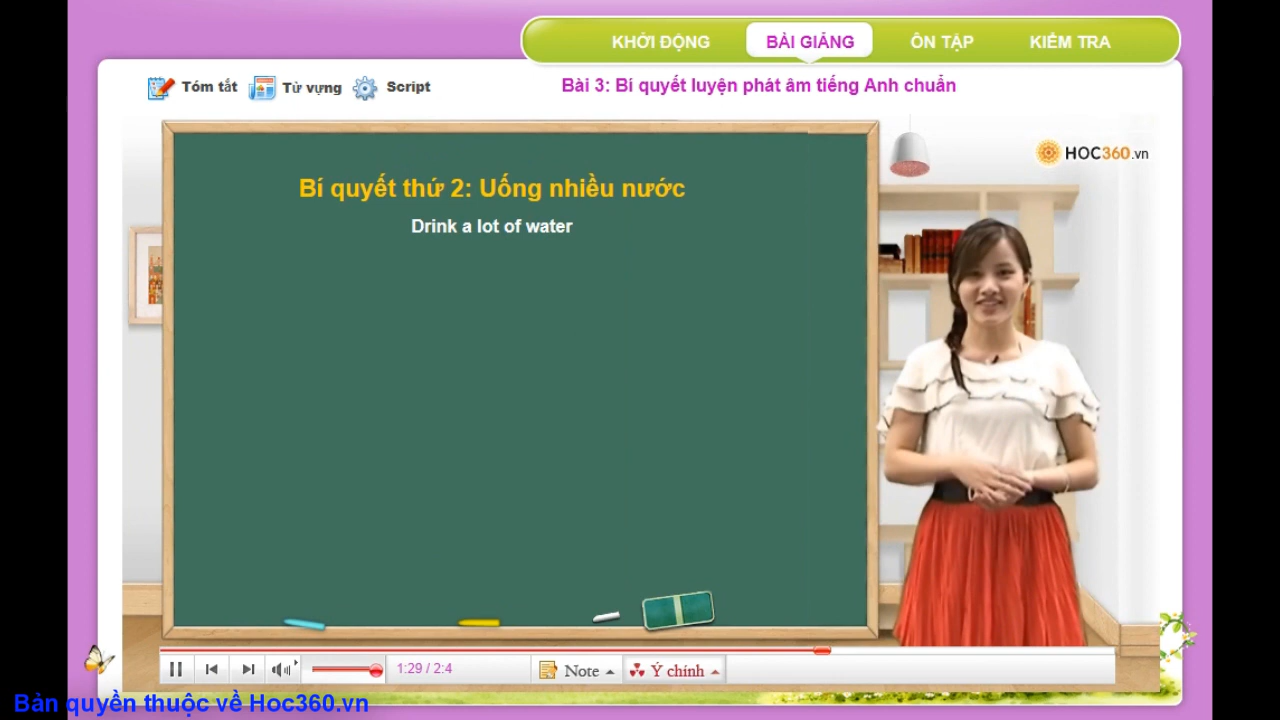 KHỞI ĐỘNG
BÀI GIẢNG
ÔN TẬP
KIỂM TRA
Tóm tắt
Từ vựng
Script
Bài 3: Bí quyết luyện phát âm tiếng Anh chuẩn
HOC360.vn
Bí quyết thứ 2: Uống nhiều nước
Drink a lot of water
1:29 / 2:4
Note
Ý chính
Bản quyền thuộc về Hoc360.vn